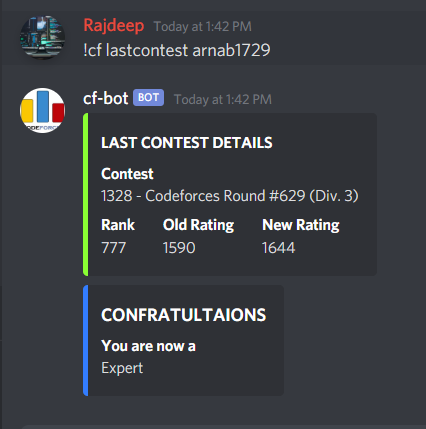 Rajdeep Today at 1:42 PM
!cf lastcontest arnab1729
cf-bot BOT Today at 1:42 PM
LAST CONTEST DETAILS
Contest
1328 - Codeforces Round #629 (Div. 3)
Rank Old Rating New Rating
777 1590 1644
CONFRATULTAIONS
You are now a
Expert